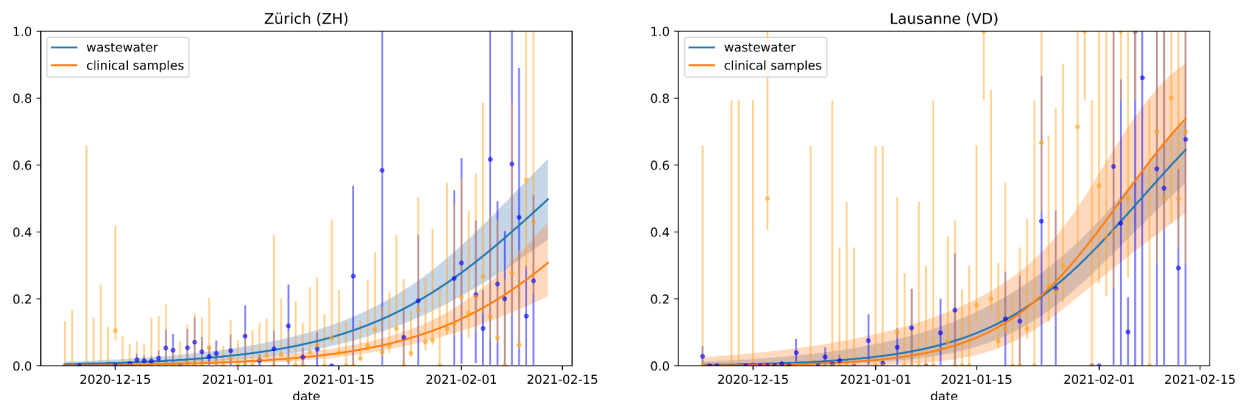 Zürich (ZH)
1.0
0.8
0.6
0.4
0.2
0.0
wastewater
clinical samples
2020-12-15
2021-01-01
2021-01-15
2021-02-01
2021-02-15
date
Lausanne (VD)
1.0
0.8
0.6
0.4
0.2
0.0
wastewater
clinical samples
2020-12-15
2021-01-01
2021-01-15
2021-02-01
2021-02-15
date